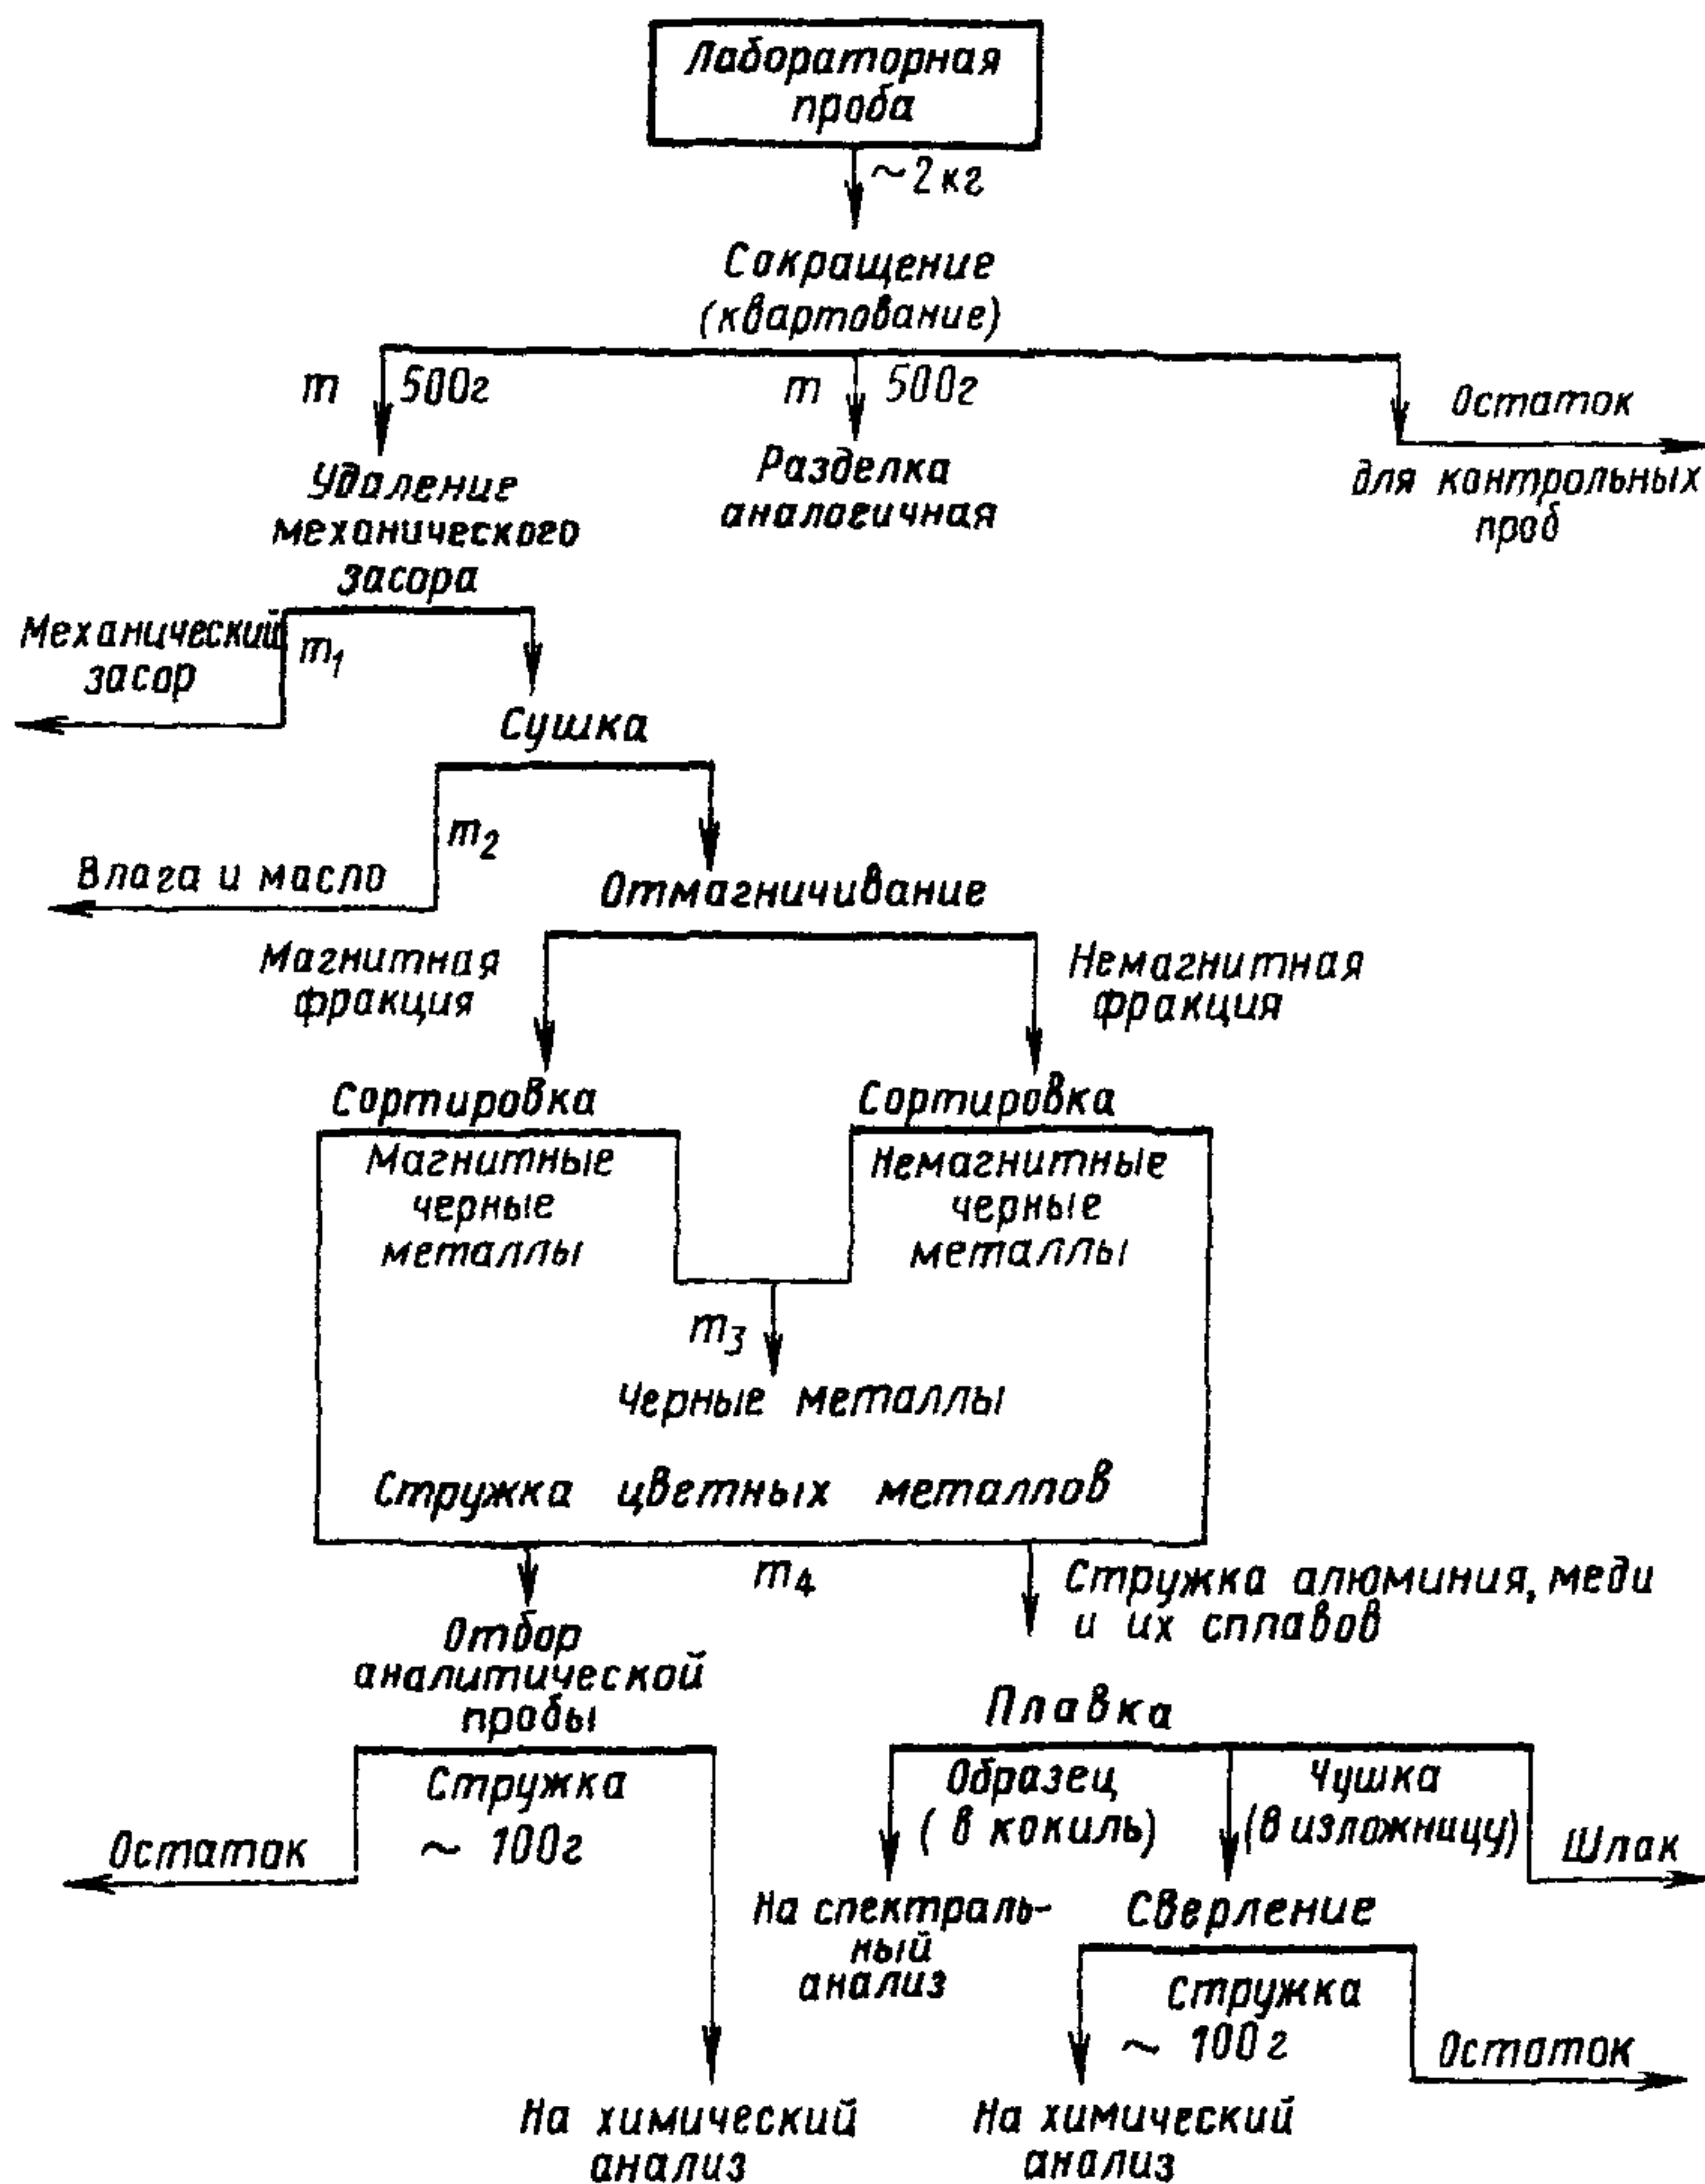 Лабораторная
проба
~2кг
Сокращение
(квартование)
m 500г
m 500г
Остаток
для контрольных
проб
Удаление
механического
засора
Разделка
аналогичная
Механический
засор
m1
Сушка
m2
Влага и масло
Отмагничивание
Магнитная
фракция
Немагнитная
фракция
Сортировка
Сортировка
Магнитные
черные
металлы
Немагнитные
черные
металлы
m3
Черные металлы
Стружка цветных металлов
m4
Стружка алюминия, меди
и их сплавов
Отбор
аналитической
пробы
Плавка
Стружка
~ 100г
Остаток
Образец
(в кокиль)
Чушка
(в изложницу)
Шлак
На спектраль-
ный
анализ
Сверление
Стружка
~ 100г
Остаток
На химический
анализ
На химический
анализ